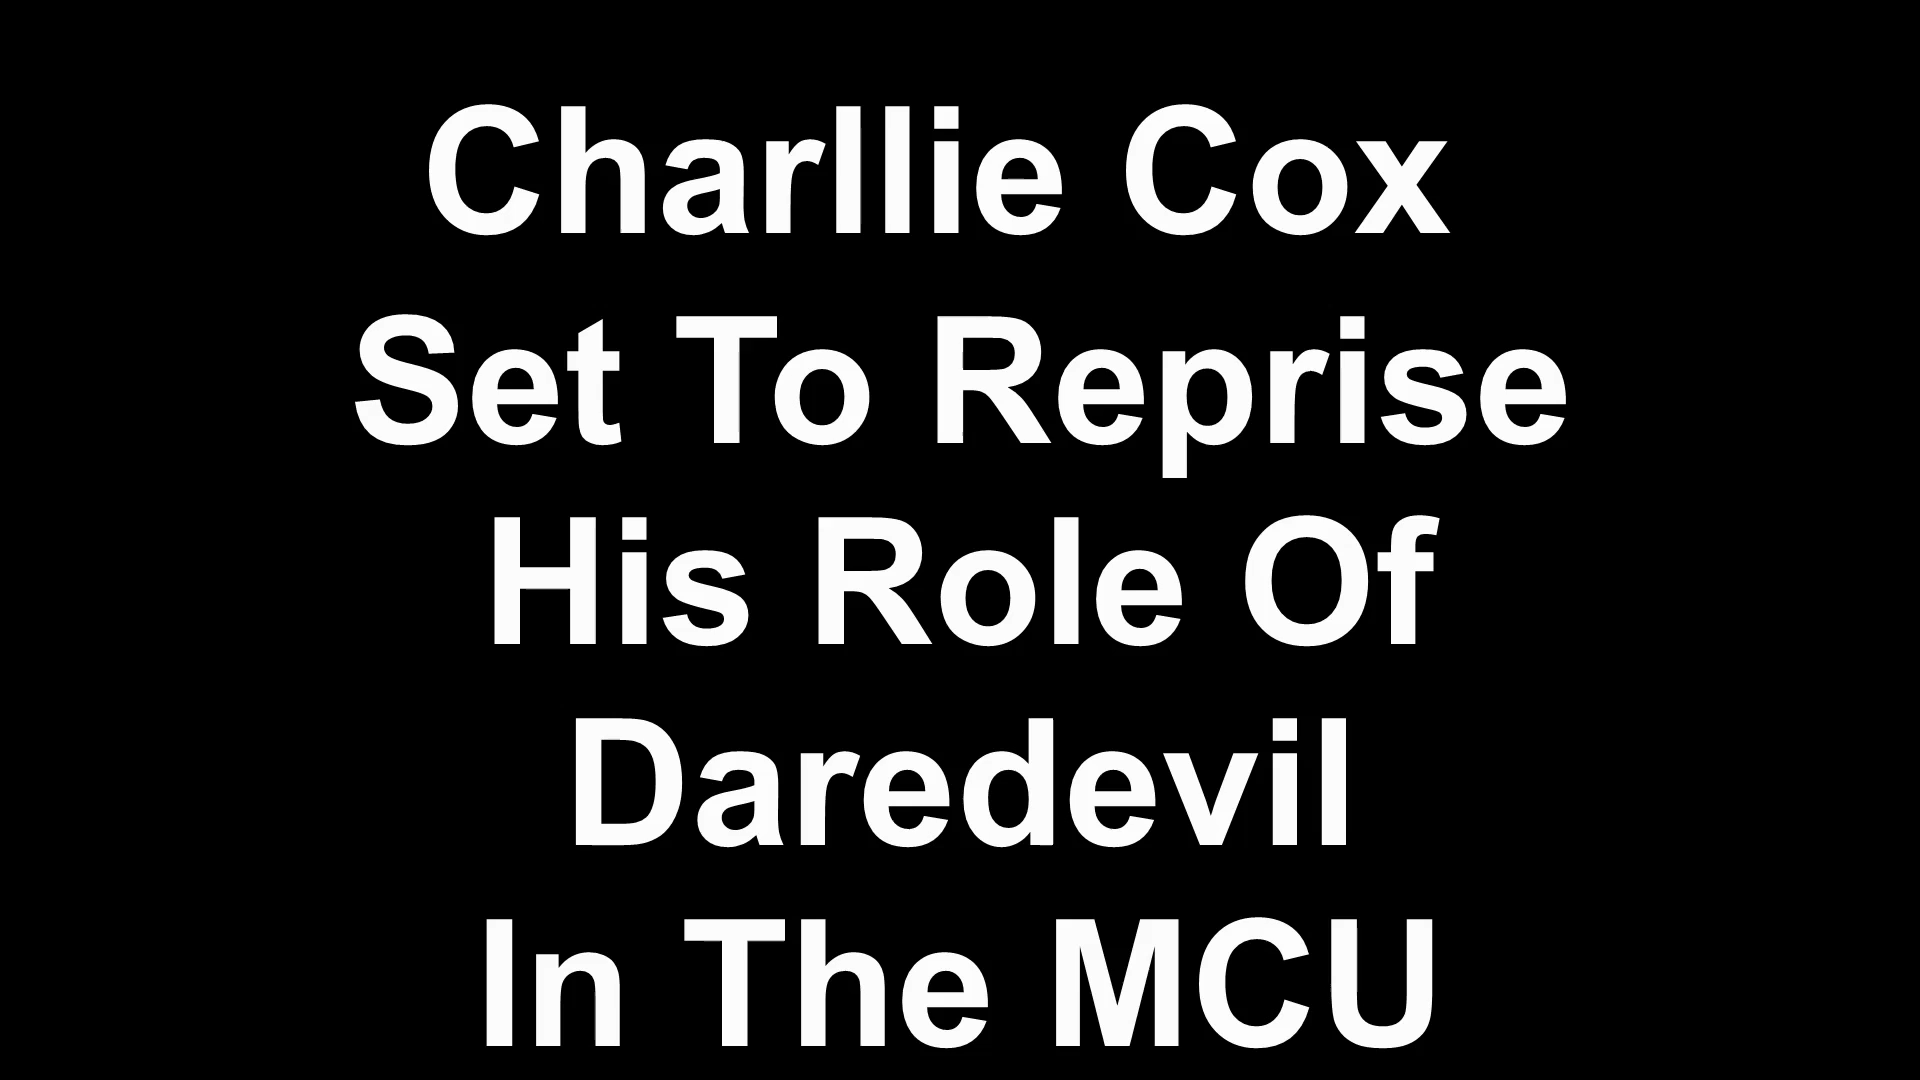 Charllie Cox
Set To Reprise
His Role Of
Daredevil
In The MCU